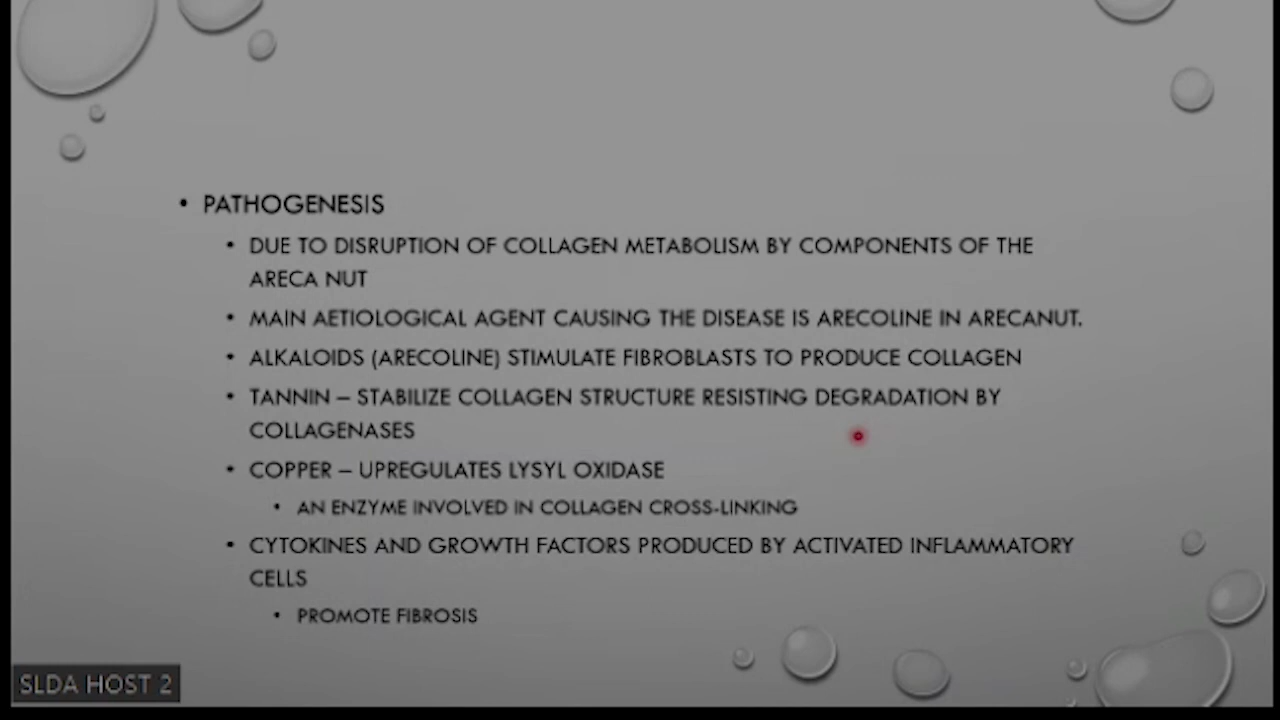 • PATHOGENESIS
• DUE TO DISRUPTION OF COLLAGEN METABOLISM BY COMPONENTS OF THE
ARECA NUT
• MAIN AETIOLOGICAL AGENT CAUSING THE DISEASE IS ARECOLINE IN ARECANUT.
• ALKALOIDS (ARECOLINE) STIMULATE FIBROBLASTS TO PRODUCE COLLAGEN
• TANNIN – STABILIZE COLLAGEN STRUCTURE RESISTING DEGRADATION BY
COLLAGENASES
• COPPER – UPREGULATES LYSYL OXIDASE
• AN ENZYME INVOLVED IN COLLAGEN CROSS-LINKING
• CYTOKINES AND GROWTH FACTORS PRODUCED BY ACTIVATED INFLAMMATORY
CELLS
• PROMOTE FIBROSIS
SLDA HOST 2